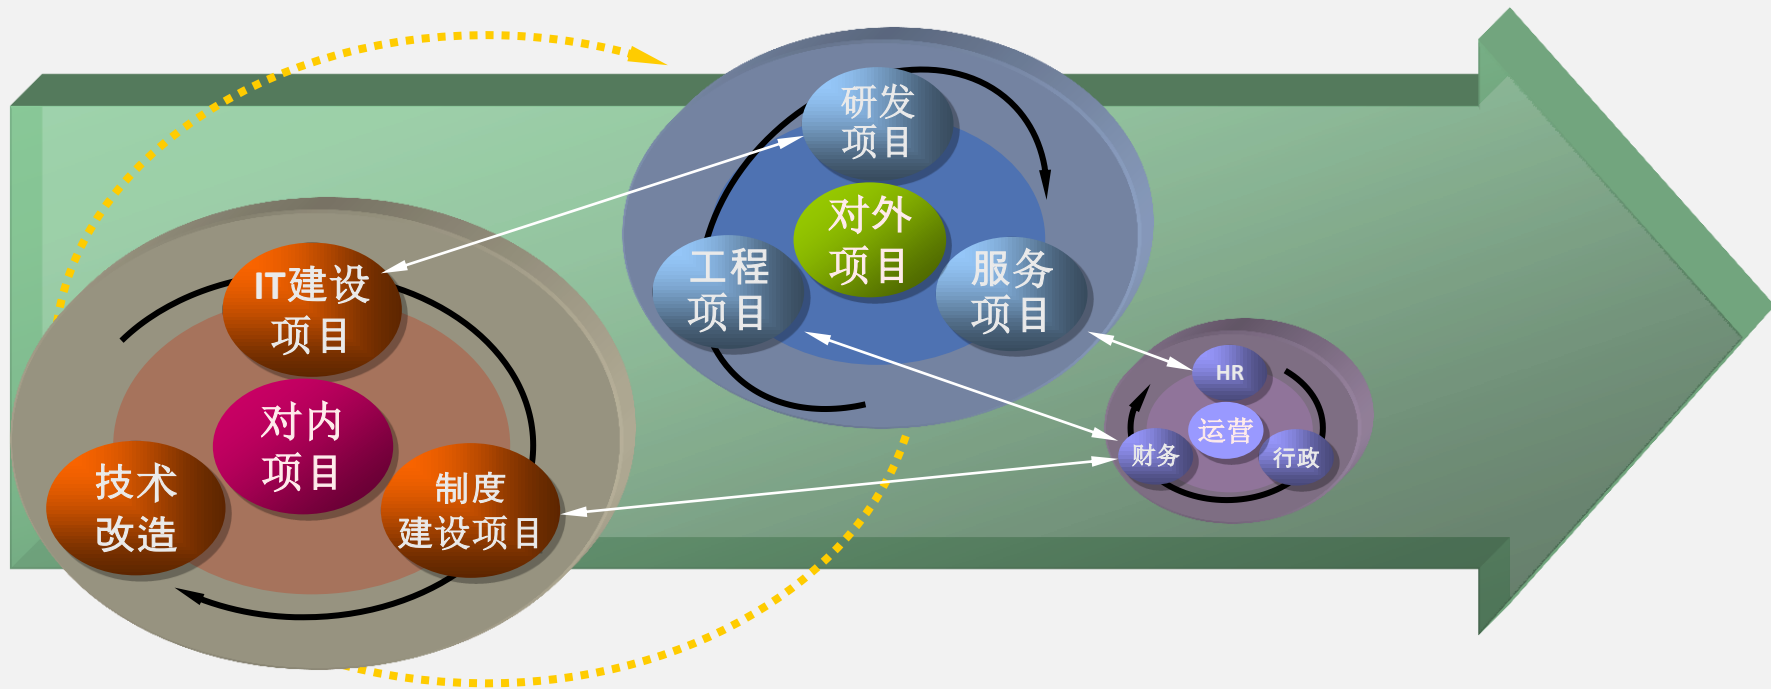 研发
项目
对外
项目
工程
项目
服务
项目
IT建设
项目
对内
项目
技术
改造
制度
建设项目
HR
运营
财务
行政